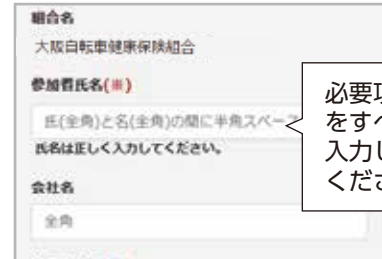 組合名
大阪自転車健康保険組合
参加者氏名(※)
氏(全角)と名(全角)の間に半角スペース
氏名は正しく入力してください。
会社名
全角
必要項
をすべ
入力し
くださ